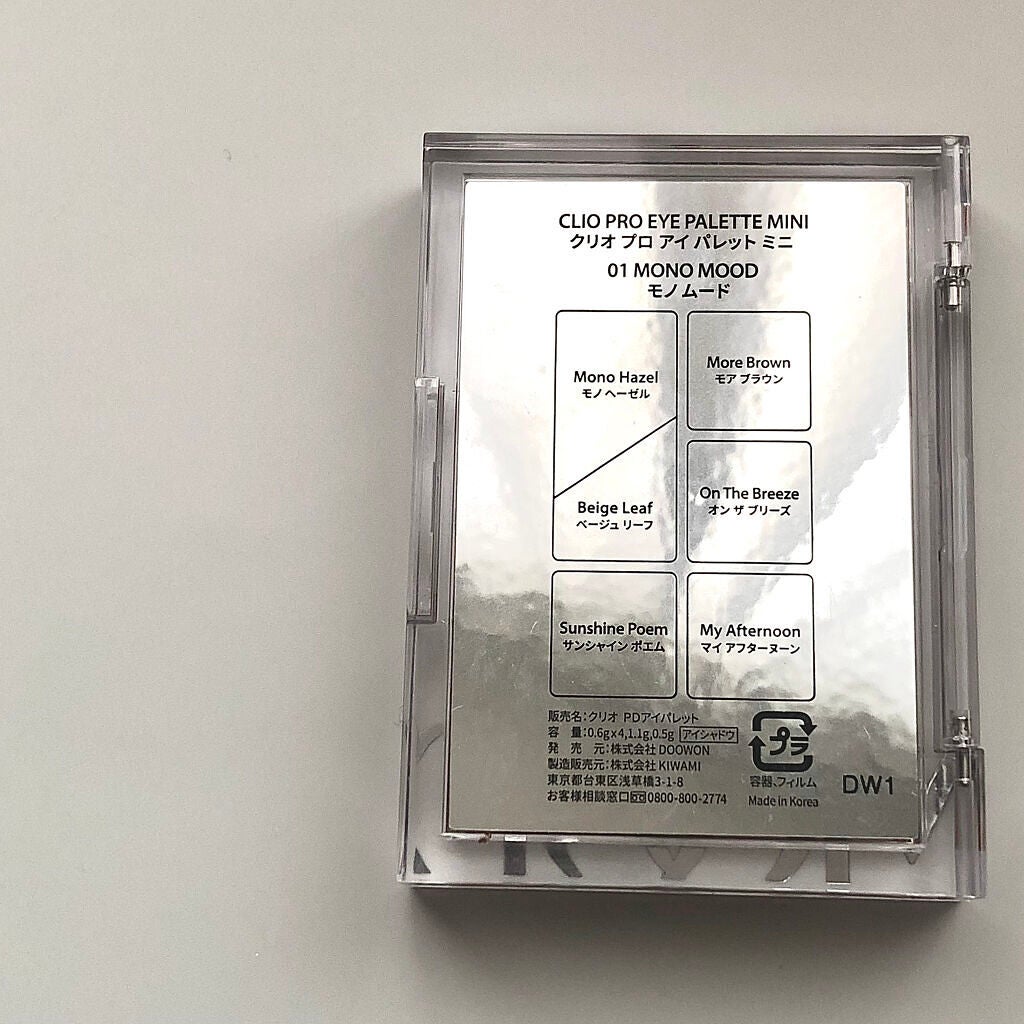 CLIO PRO EYE PALETTE MINI
クリオ プロ アイ パレット ミニ
01 MONO MOOD
モノ ムード
Mono Hazel
モノ ヘーゼル
More Brown
モア ブラウン
Beige Leaf
ベージュ リーフ
On The Breeze
オン ザ ブリーズ
Sunshine Poem
サンシャイン ポエム
My Afternoon
マイ アフターヌーン
販売名:クリオ PDアイパレット
容 量:0.6gx4,1.1g,0.5g アイシャドウ
発 売 元:株式会社 DOOWON
製造販売元:株式会社 KIWAMI
東京都台東区浅草橋3-1-8
お客様相談窓口 0800-800-2774
プラ
容器、フィルム
Made in Korea
DW1